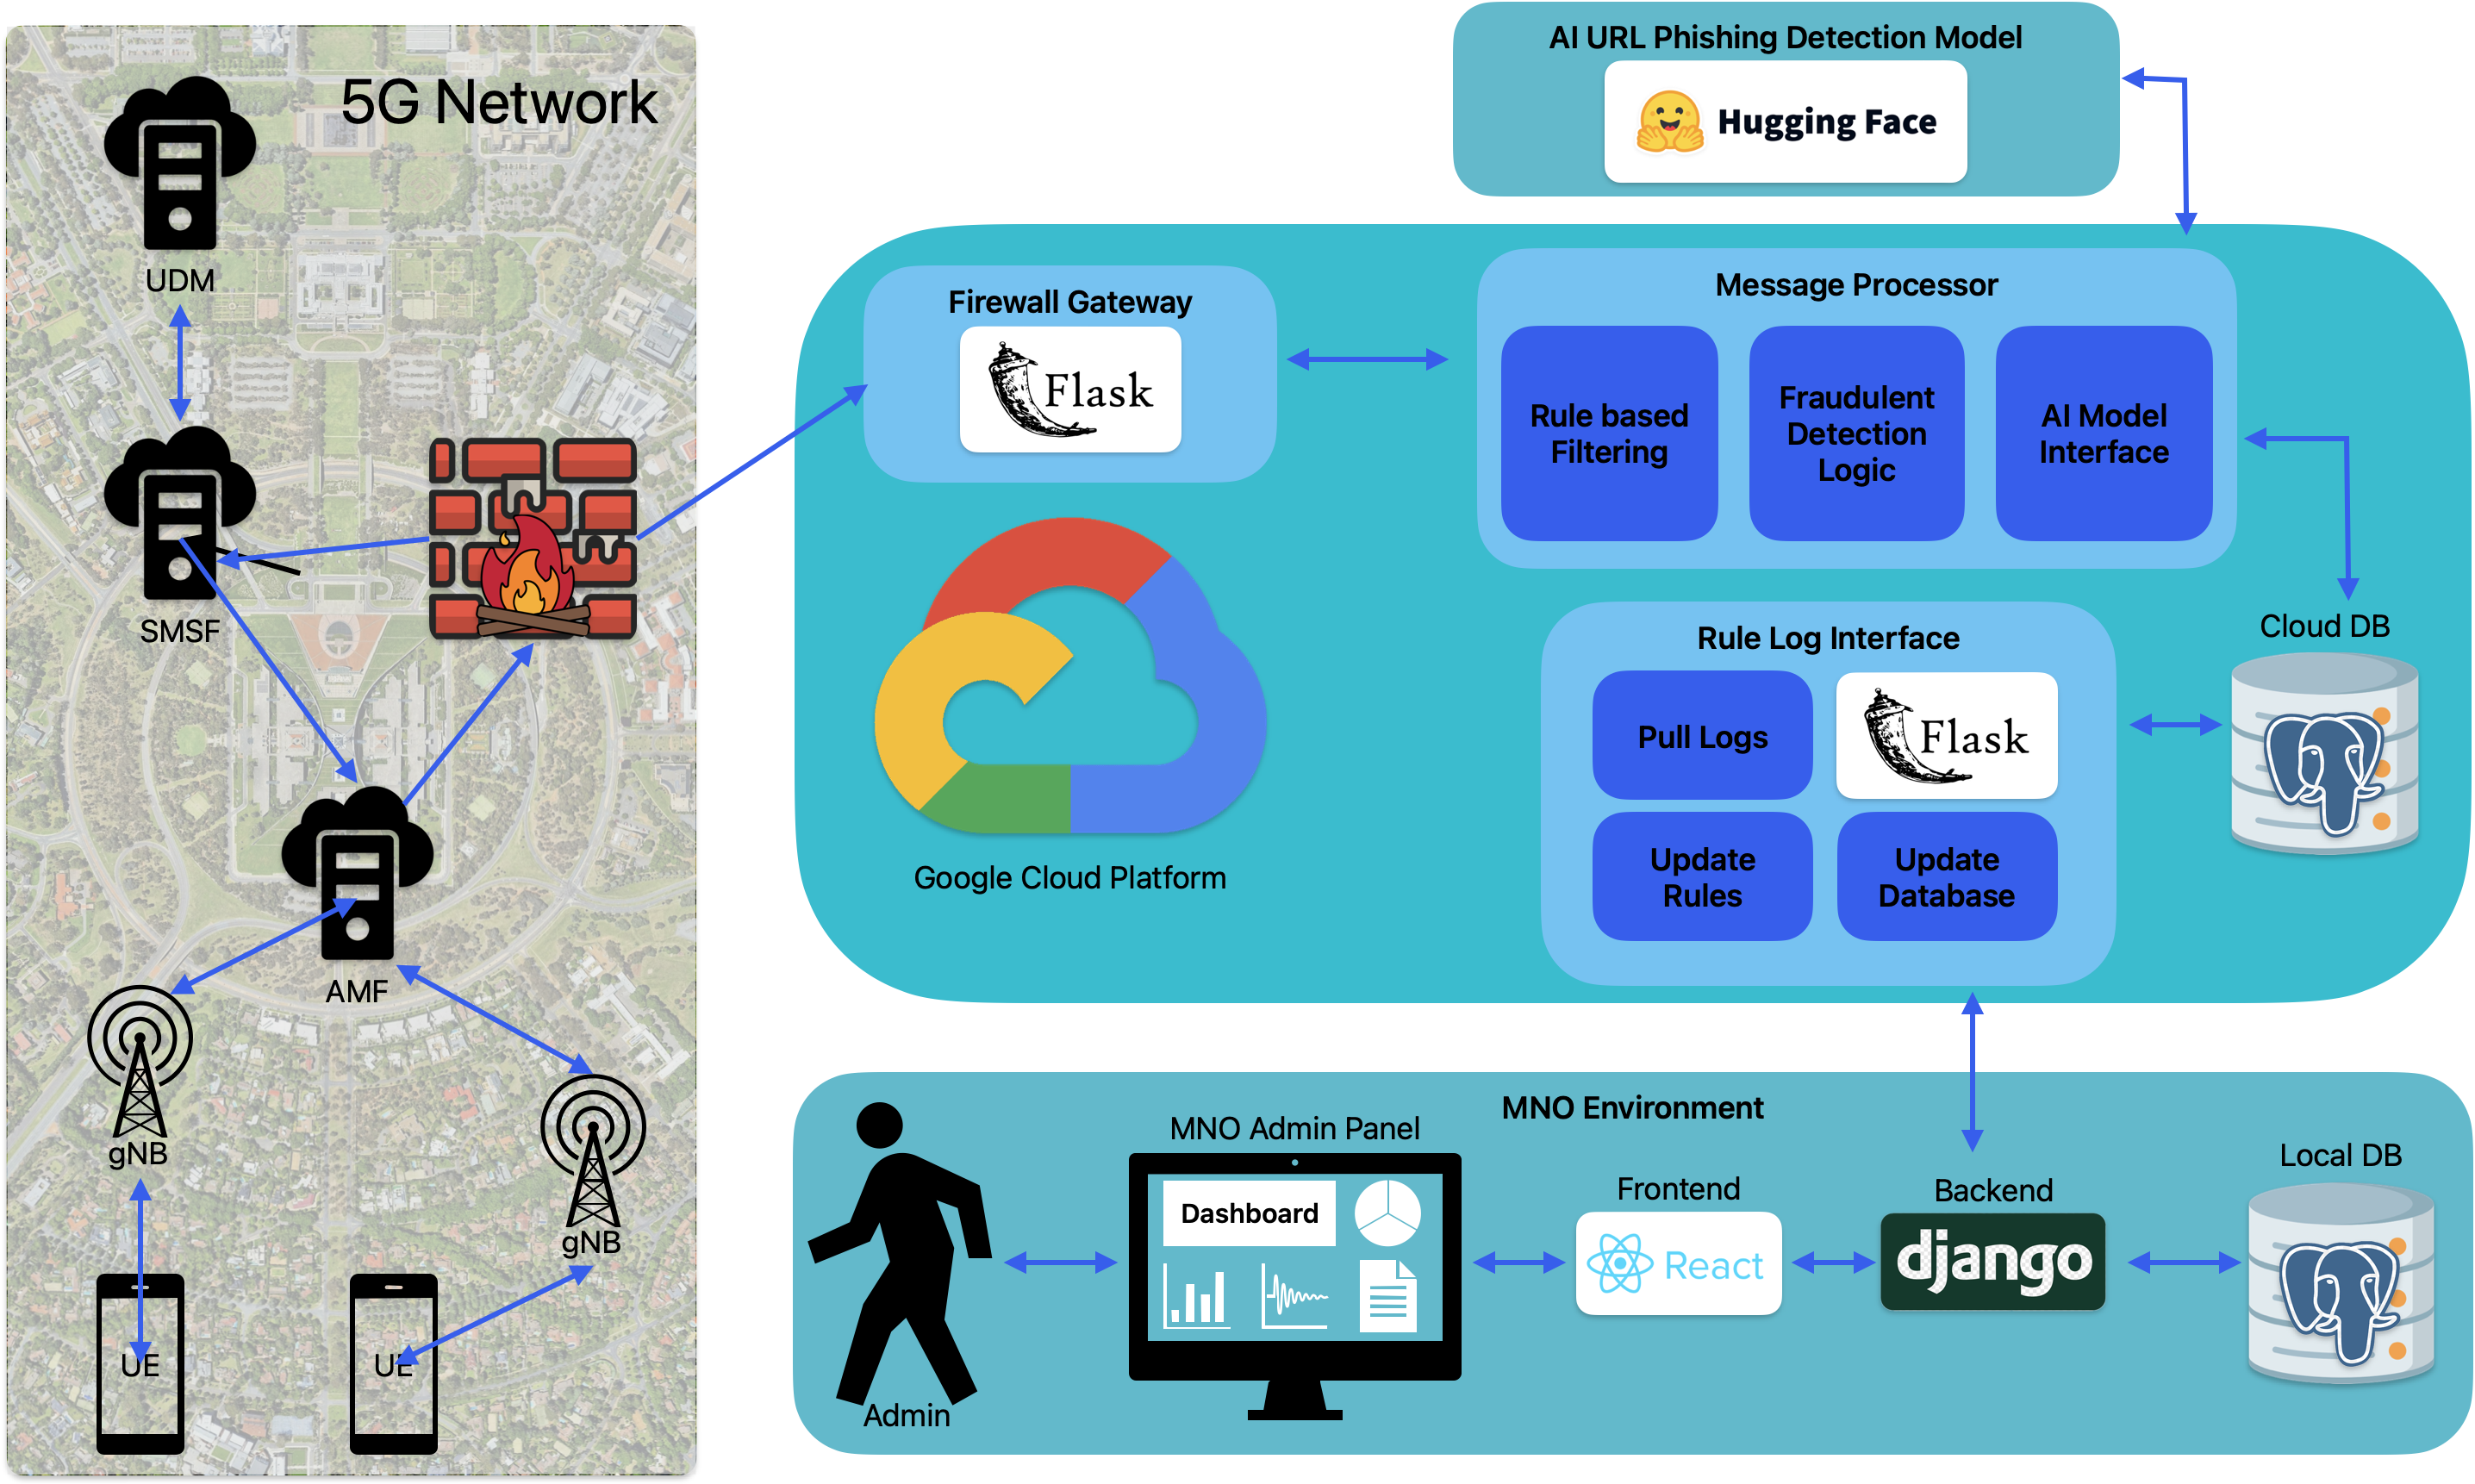 5G Network
UDM
SMSF
AMF
gNB
gNB
UE
UE
AI URL Phishing Detection Model
Hugging Face
Firewall Gateway
Flask
Message Processor
Rule based
Filtering
Fraudulent
Detection
Logic
AI Model
Interface
Google Cloud Platform
Rule Log Interface
Pull Logs
Flask
Update
Rules
Update
Database
Cloud DB
MNO Environment
Admin
MNO Admin Panel
Dashboard
Frontend
React
Backend
django
Local DB